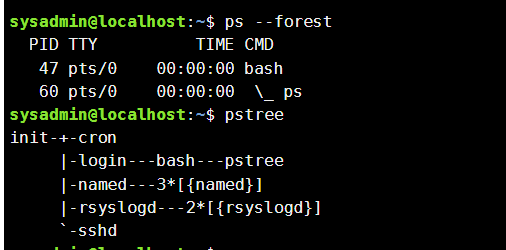 sysadmin@localhost:~$ ps --forest
  PID TTY          TIME CMD
   47 pts/0    00:00:00 bash
   60 pts/0    00:00:00  \_ ps
sysadmin@localhost:~$ pstree
init-+-cron
     |-login---bash---pstree
     |-named---3*[{named}]
     |-rsyslogd---2*[{rsyslogd}]
     `-sshd